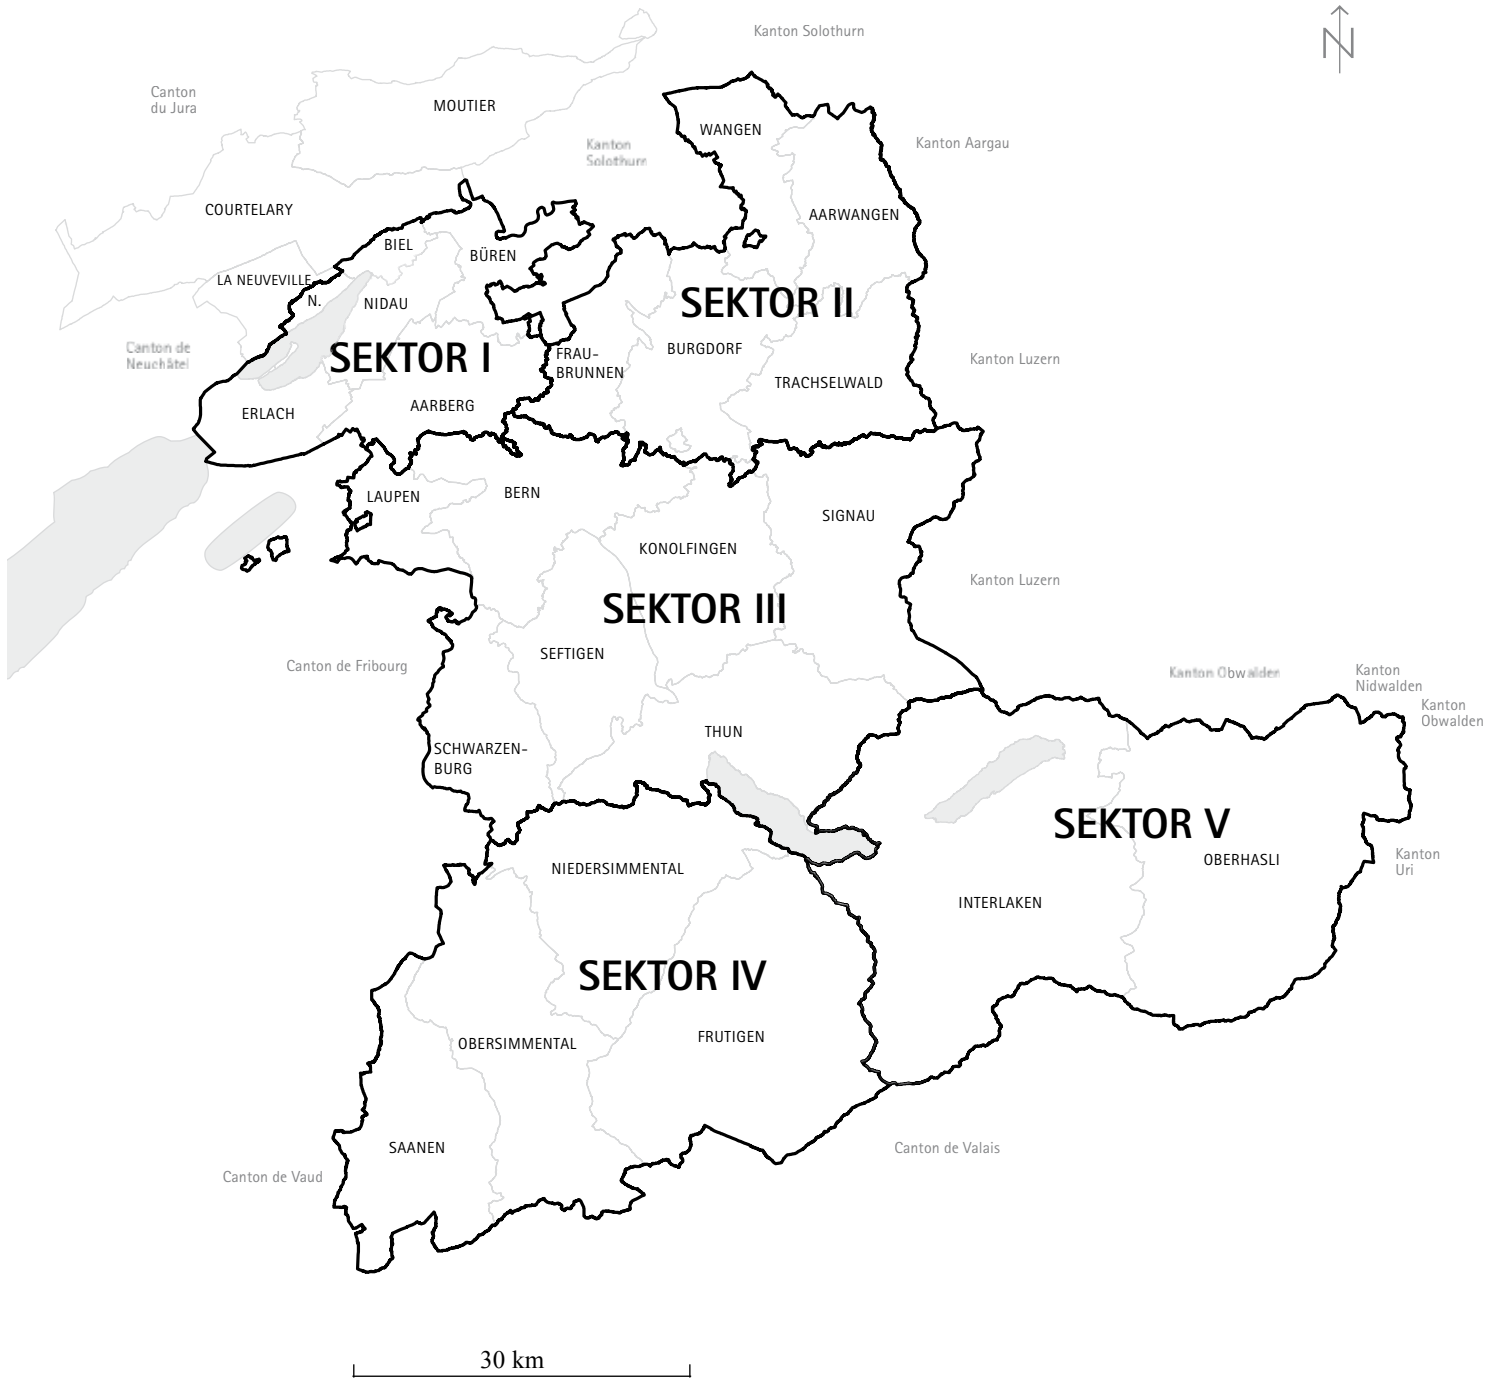 Kanton Solothurn
N
Canton
du Jura
MOUTIER
WANGEN
Kanton
Solothurn
Kanton Aargau
COURTELARY
AARWANGEN
BIEL
BÜREN
LA NEUVEVILLE
N.
NIDAU
SEKTOR II
Canton de
Neuchâtel
SEKTOR I
FRAU-
BRUNNEN
BURGDORF
Kanton Luzern
TRACHSELWALD
ERLACH
AARBERG
LAUPEN
BERN
SIGNAU
KONOLFINGEN
Kanton Luzern
SEKTOR III
SEFTIGEN
Canton de Fribourg
Kanton Obwalden
Kanton
Nidwalden
Kanton
Obwalden
THUN
SCHWARZEN-
BURG
SEKTOR V
OBERHASLI
Kanton
Uri
NIEDERSIMMENTAL
INTERLAKEN
SEKTOR IV
FRUTIGEN
OBERSIMMENTAL
SAANEN
Canton de Valais
Canton de Vaud
30 km